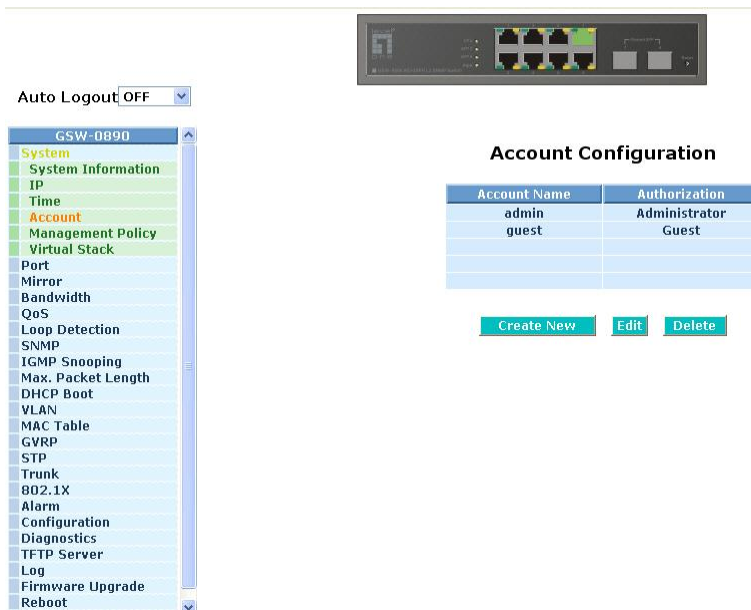 Auto Logout OFF
GSW-0890
System
System Information
IP
Time
Account
Management Policy
Virtual Stack
Port
Mirror
Bandwidth
QoS
Loop Detection
SNMP
IGMP Snooping
Max. Packet Length
DHCP Boot
VLAN
MAC Table
GVRP
STP
Trunk
802.1X
Alarm
Configuration
Diagnostics
TFTP Server
Log
Firmware Upgrade
Reboot
Account Configuration
Account Name Authorization
admin Administrator
guest Guest
Create New Edit Delete